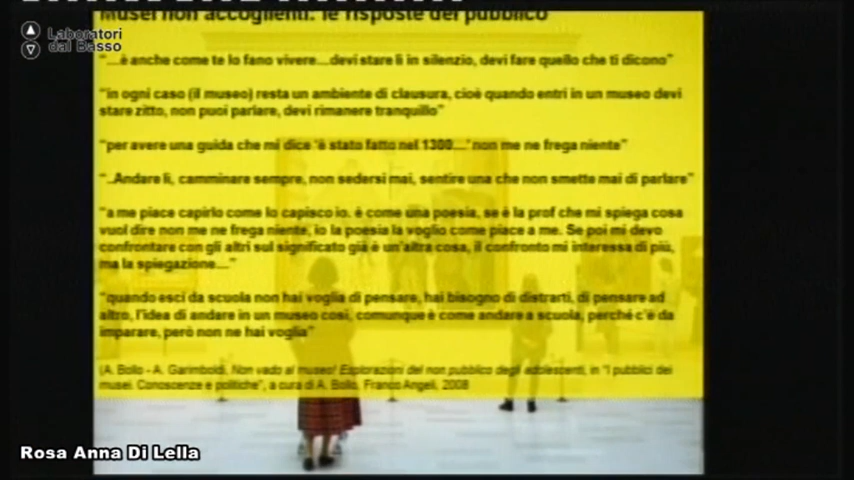 Musei non accoglienti: le risposte del pubblico
Laboratori
dal Basso
“....è anche come te lo fano vivere....devi stare lì in silenzio, devi fare quello che ti dicono”
“in ogni caso (il museo) resta un ambiente di clausura, cioè quando entri in un museo devi
stare zitto, non puoi parlare, devi rimanere tranquillo”
“per avere una guida che mi dice ‘è stato fatto nel 1300....’ non me ne frega niente”
“..Andare lì, camminare sempre, non sedersi mai, sentire una che non smette mai di parlare”
“a me piace capirlo come lo capisco io. è come una poesia, se è la prof che mi spiega cosa
vuol dire non me ne frega niente, io la poesia la voglio come piace a me. Se poi mi devo
confrontare con gli altri sul significato già è un’altra cosa, il confronto mi interessa di più,
ma la spiegazione....”
“quando esci da scuola non hai voglia di pensare, hai bisogno di distrarti, di pensare ad
altro, l’idea di andare in un museo così, comunque è come andare a scuola, perché c’è da
imparare, però non ne hai voglia”
(A. Bollo - A. Garimboldi, Non vado al museo! Esplorazioni del non pubblico degli adolescenti, in “I pubblici dei
musei. Conoscenze e politiche”, a cura di A. Bollo, Franco Angeli, 2008
Rosa Anna Di Lella